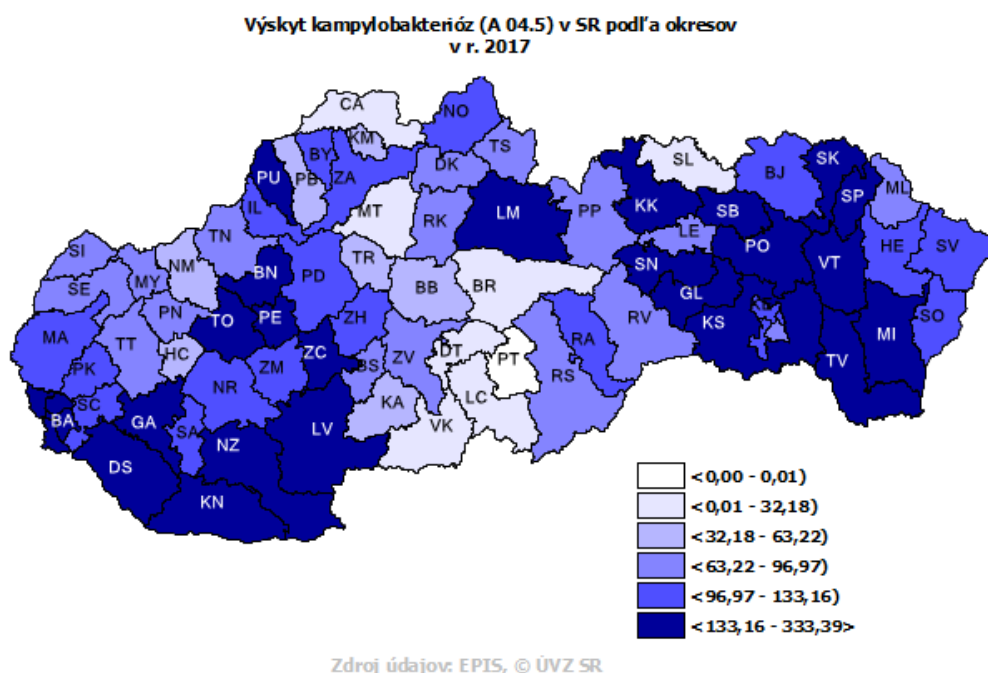 Výskyt kampylobakterióz (A 04.5) v SR podľa okresov
v r. 2017
CA
NO
KM
TS
BY
DK
SL
SK
BJ
PU
PB
ZA
ML
SP
MT
LM
KK
IL
RK
PP
SB
LE
HE
SV
TN
PO
SI
TR
SN
VT
NM
BN
PD
BB
BR
SE
MY
GL
PN
TO
PE
ZH
KS
RV
SO
MA
TT
ZC
DT
PT
RA
MI
HC
BS
ZV
PK
ZM
RS
TV
NR
KA
LC
SC
BA
GA
SA
VK
LV
NZ
DS
KN
<0,00 - 0,01)
<0,01 - 32,18)
<32,18 - 63,22)
<63,22 - 96,97)
<96,97 - 133,16)
<133,16 - 333,39>
Zdroj údajov: EPIS, © ÚVZ SR